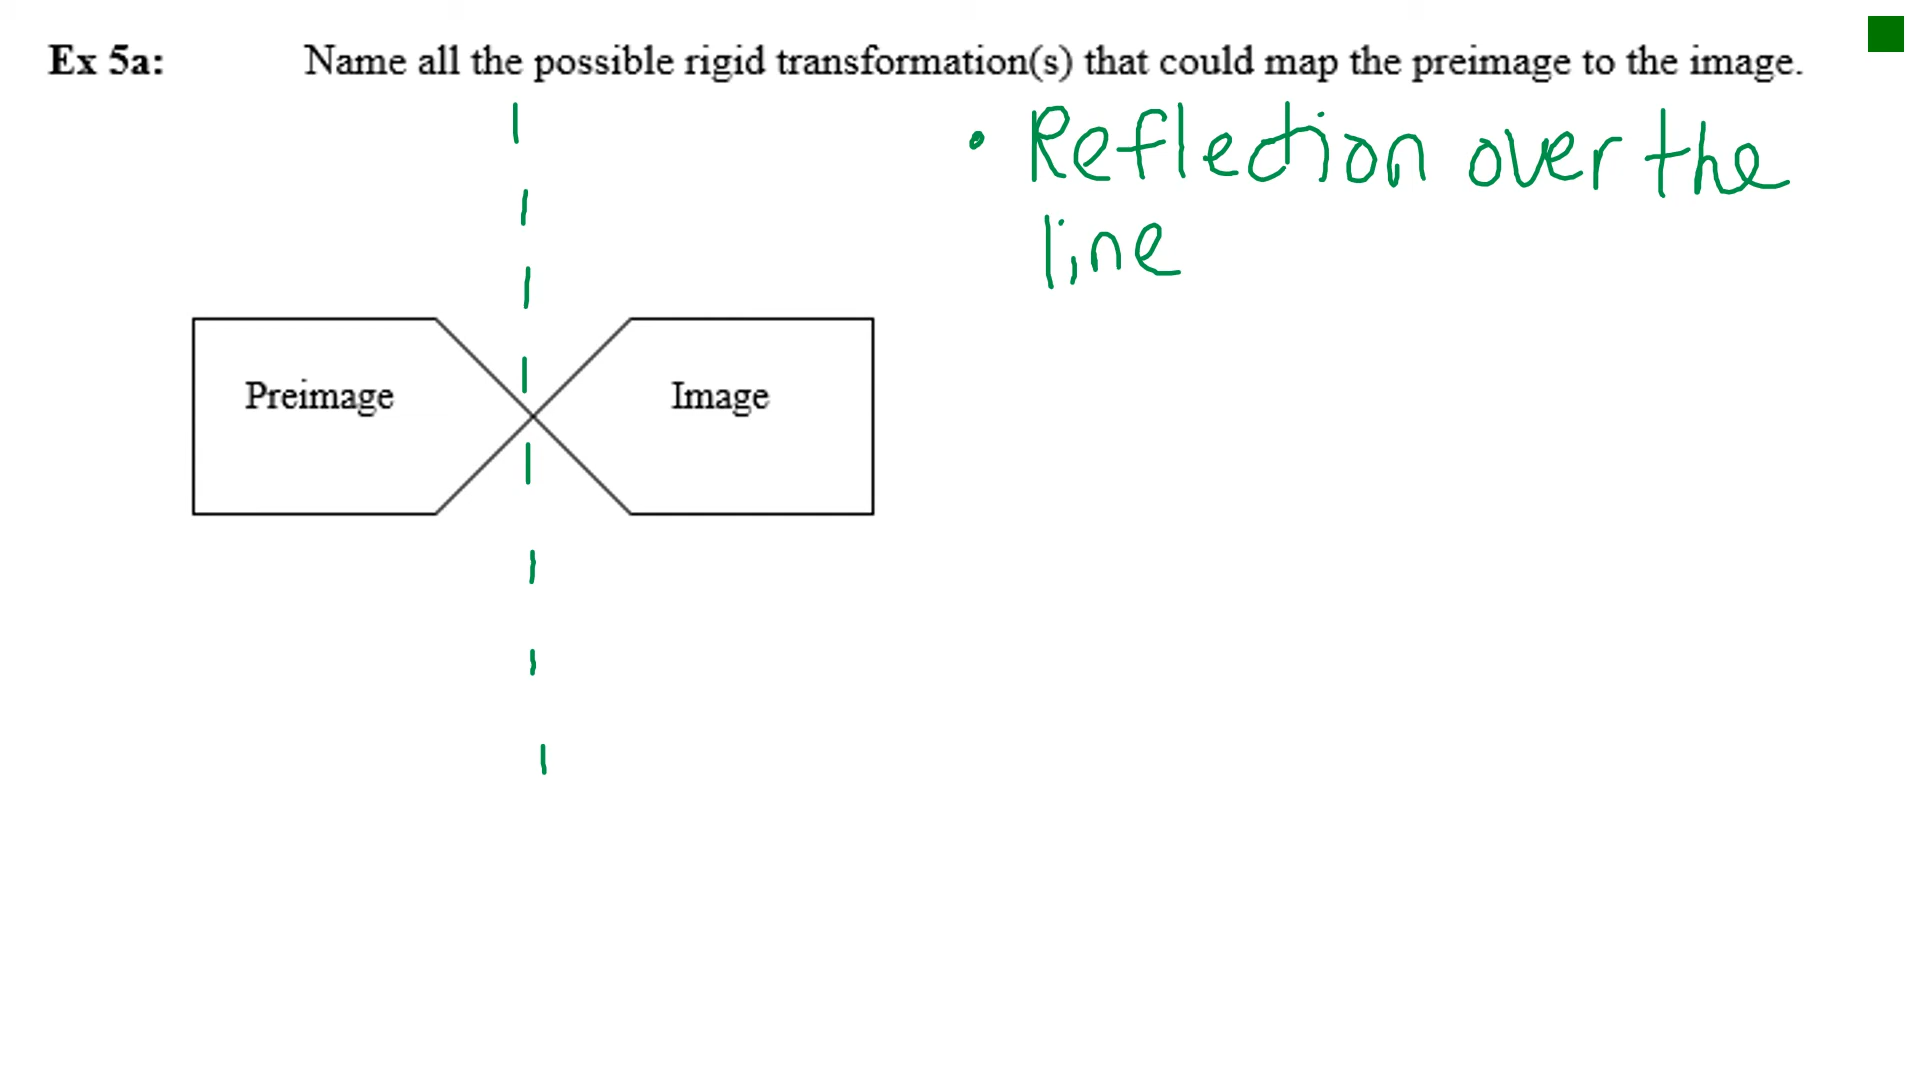 Ex 5a: Name all the possible rigid transformation(s) that could map the preimage to the image.
• Reflection over the
line
Preimage Image